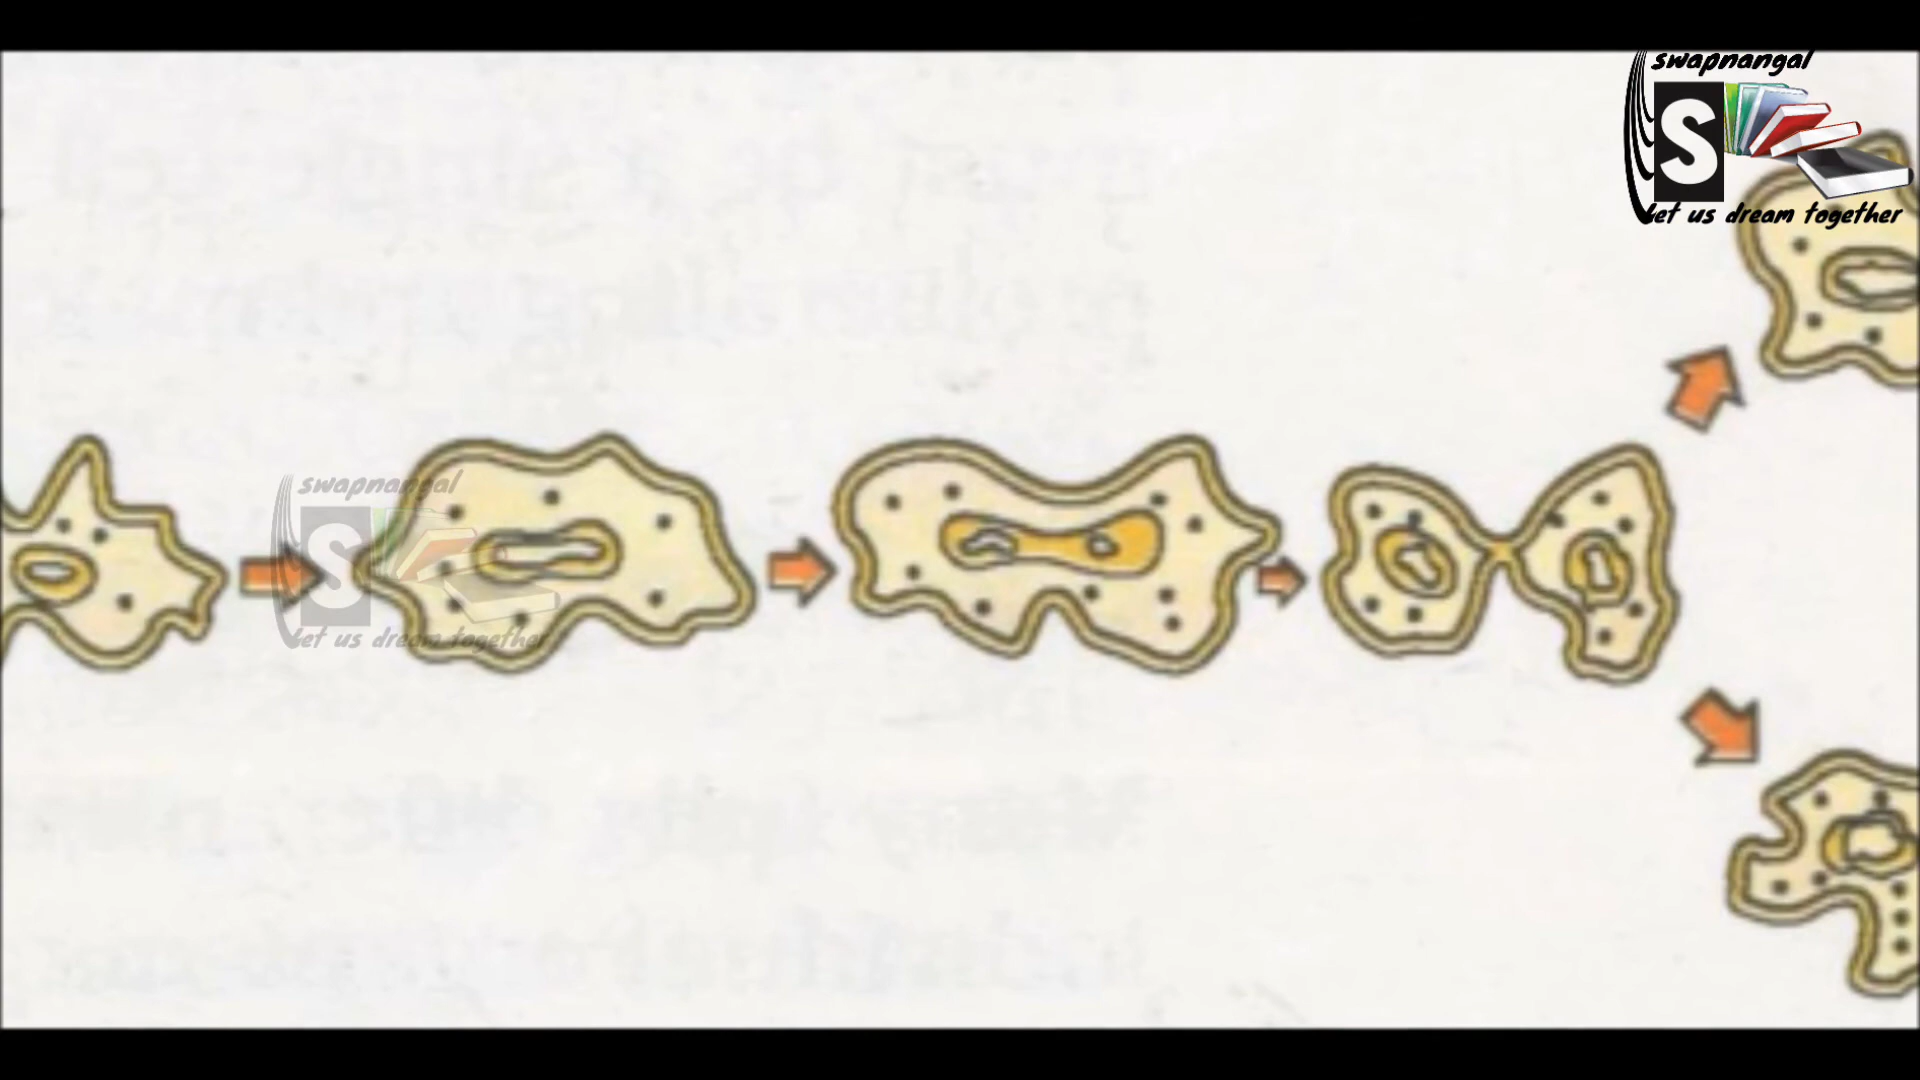 swapnangal
S
Let us dream together
swapnangal
S
Let us dream together